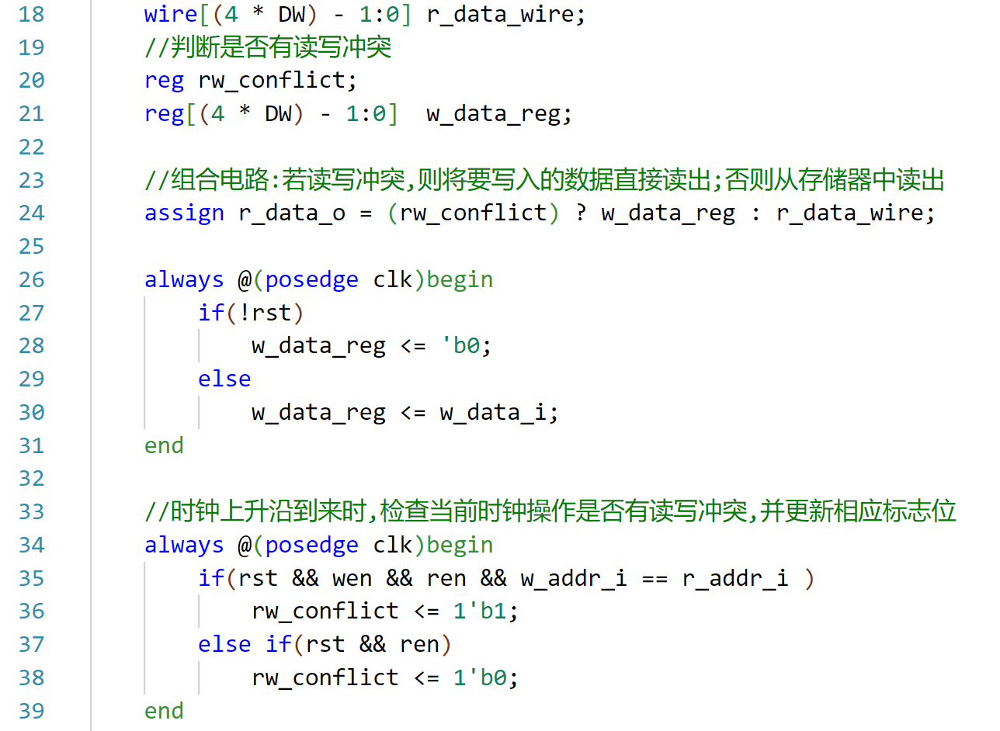 18 wire[(4 * DW) - 1:0] r_data_wire;
19 //判断是否有读写冲突
20 reg rw_conflict;
21 reg[(4 * DW) - 1:0]  w_data_reg;
22
23 //组合电路:若读写冲突,则将要写入的数据直接读出;否则从存储器中读出
24 assign r_data_o = (rw_conflict) ? w_data_reg : r_data_wire;
25
26 always @(posedge clk)begin
27     if(!rst)
28         w_data_reg <= 'b0;
29     else
30         w_data_reg <= w_data_i;
31 end
32
33 //时钟上升沿到来时,检查当前时钟操作是否有读写冲突,并更新相应标志位
34 always @(posedge clk)begin
35     if(rst && wen && ren && w_addr_i == r_addr_i )
36         rw_conflict <= 1'b1;
37     else if(rst && ren)
38         rw_conflict <= 1'b0;
39 end